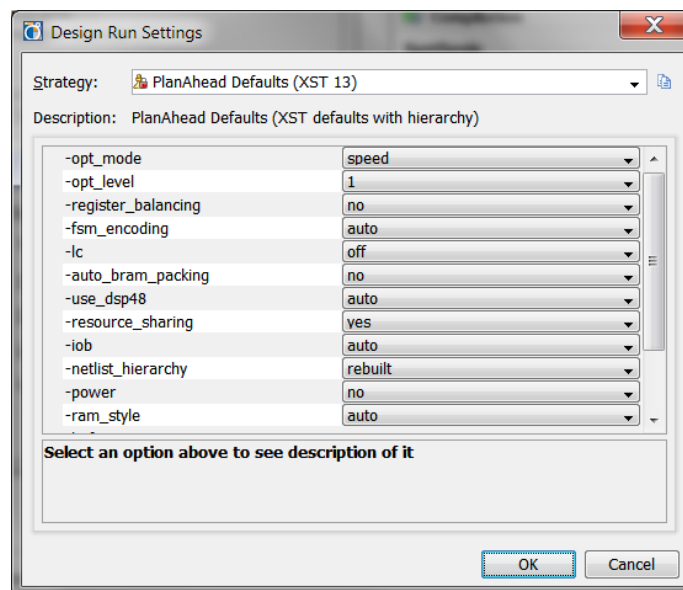 Design Run Settings
Strategy: PlanAhead Defaults (XST 13)
Description: PlanAhead Defaults (XST defaults with hierarchy)
-opt_mode speed
-opt_level 1
-register_balancing no
-fsm_encoding auto
-lc off
-auto_bram_packing no
-use_dsp48 auto
-resource_sharing yes
-iob auto
-netlist_hierarchy rebuilt
-power no
-ram_style auto
Select an option above to see description of it
OK Cancel